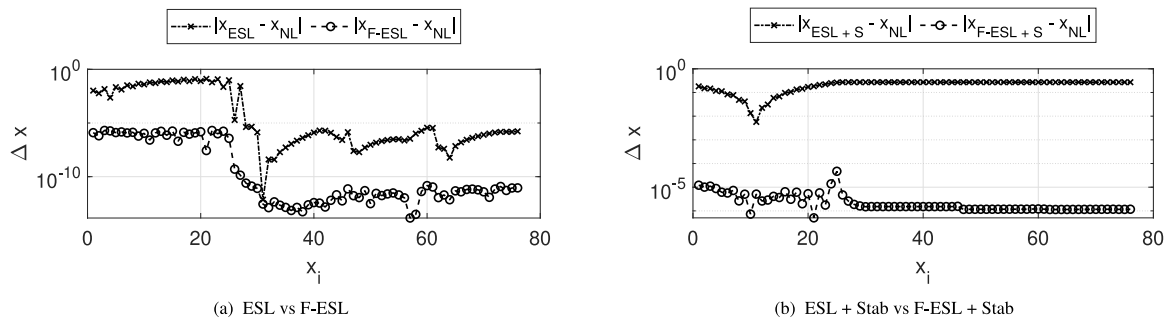 |x_ESL - x_NL| |x_F-ESL - x_NL|
10^0
10^-5
10^-10
Δ x
0 20 40 60 80
x_i
(a) ESL vs F-ESL
|x_ESL + S - x_NL| |x_F-ESL + S - x_NL|
10^0
10^-5
Δ x
0 20 40 60 80
x_i
(b) ESL + Stab vs F-ESL + Stab